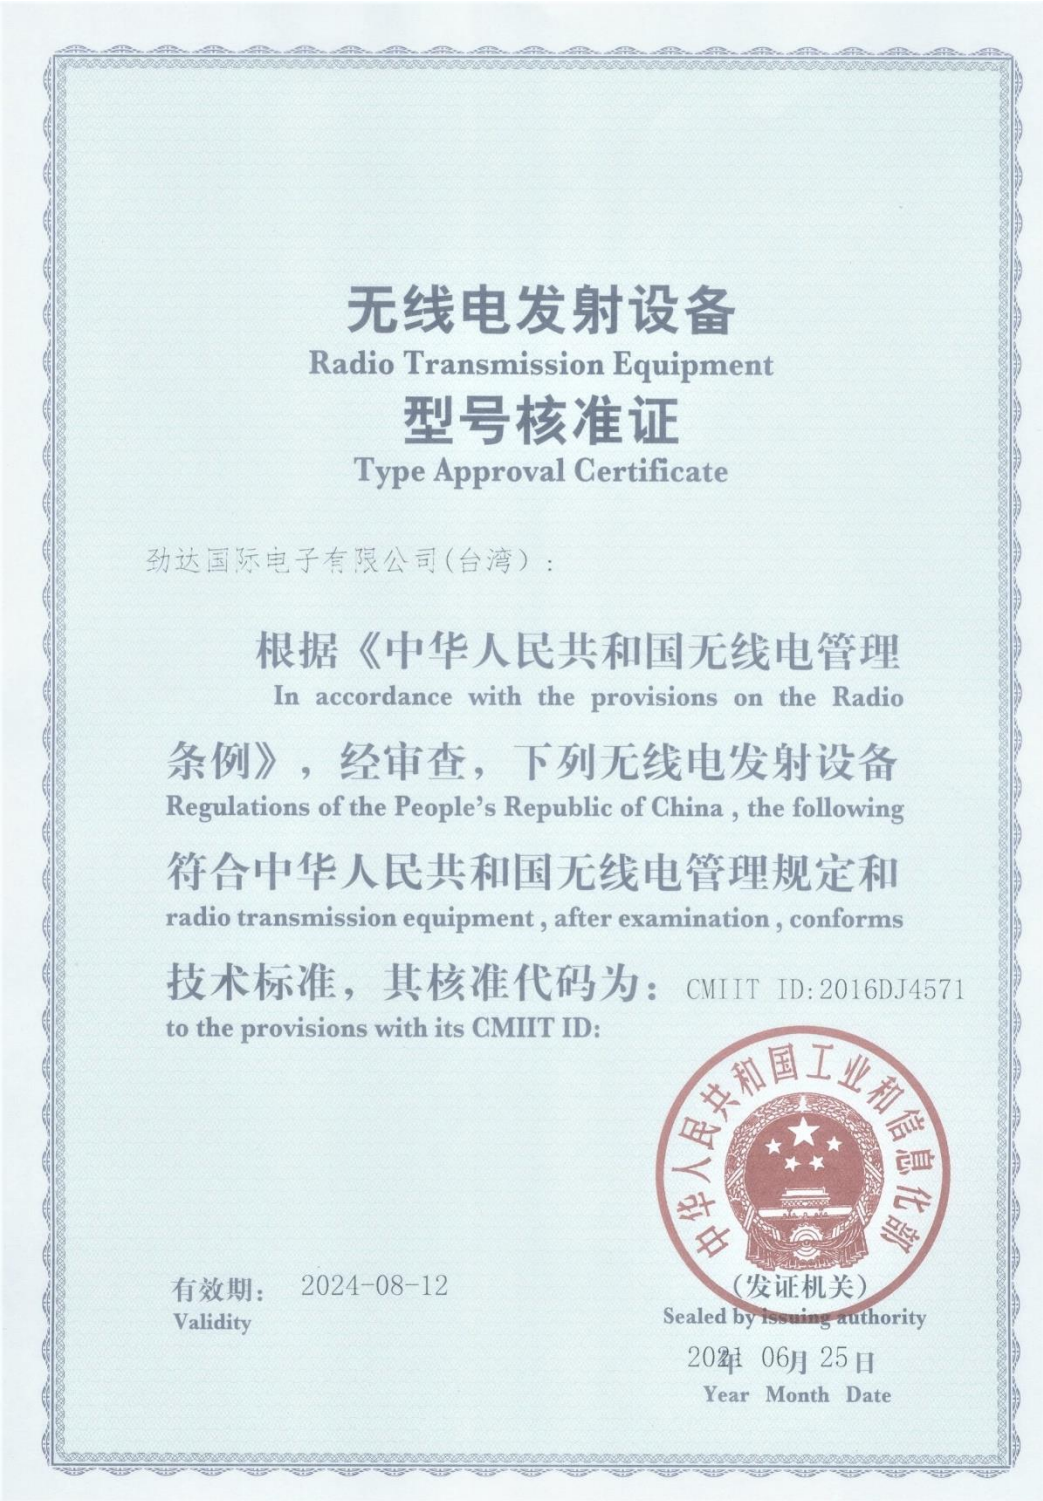 无线电发射设备
Radio Transmission Equipment
型号核准证
Type Approval Certificate
劲达国际电子有限公司(台湾)：
根据《中华人民共和国无线电管理
In accordance with the provisions on the Radio
条例》，经审查，下列无线电发射设备
Regulations of the People's Republic of China , the following
符合中华人民共和国无线电管理规定和
radio transmission equipment , after examination , conforms
技术标准，其核准代码为：CMIIT ID:2016DJ4571
to the provisions with its CMIIT ID:
中华人民共和国工业和信息化部
有效期：2024-08-12
Validity
（发证机关）
Sealed by issuing authority
2021年 06月 25日
Year Month Date